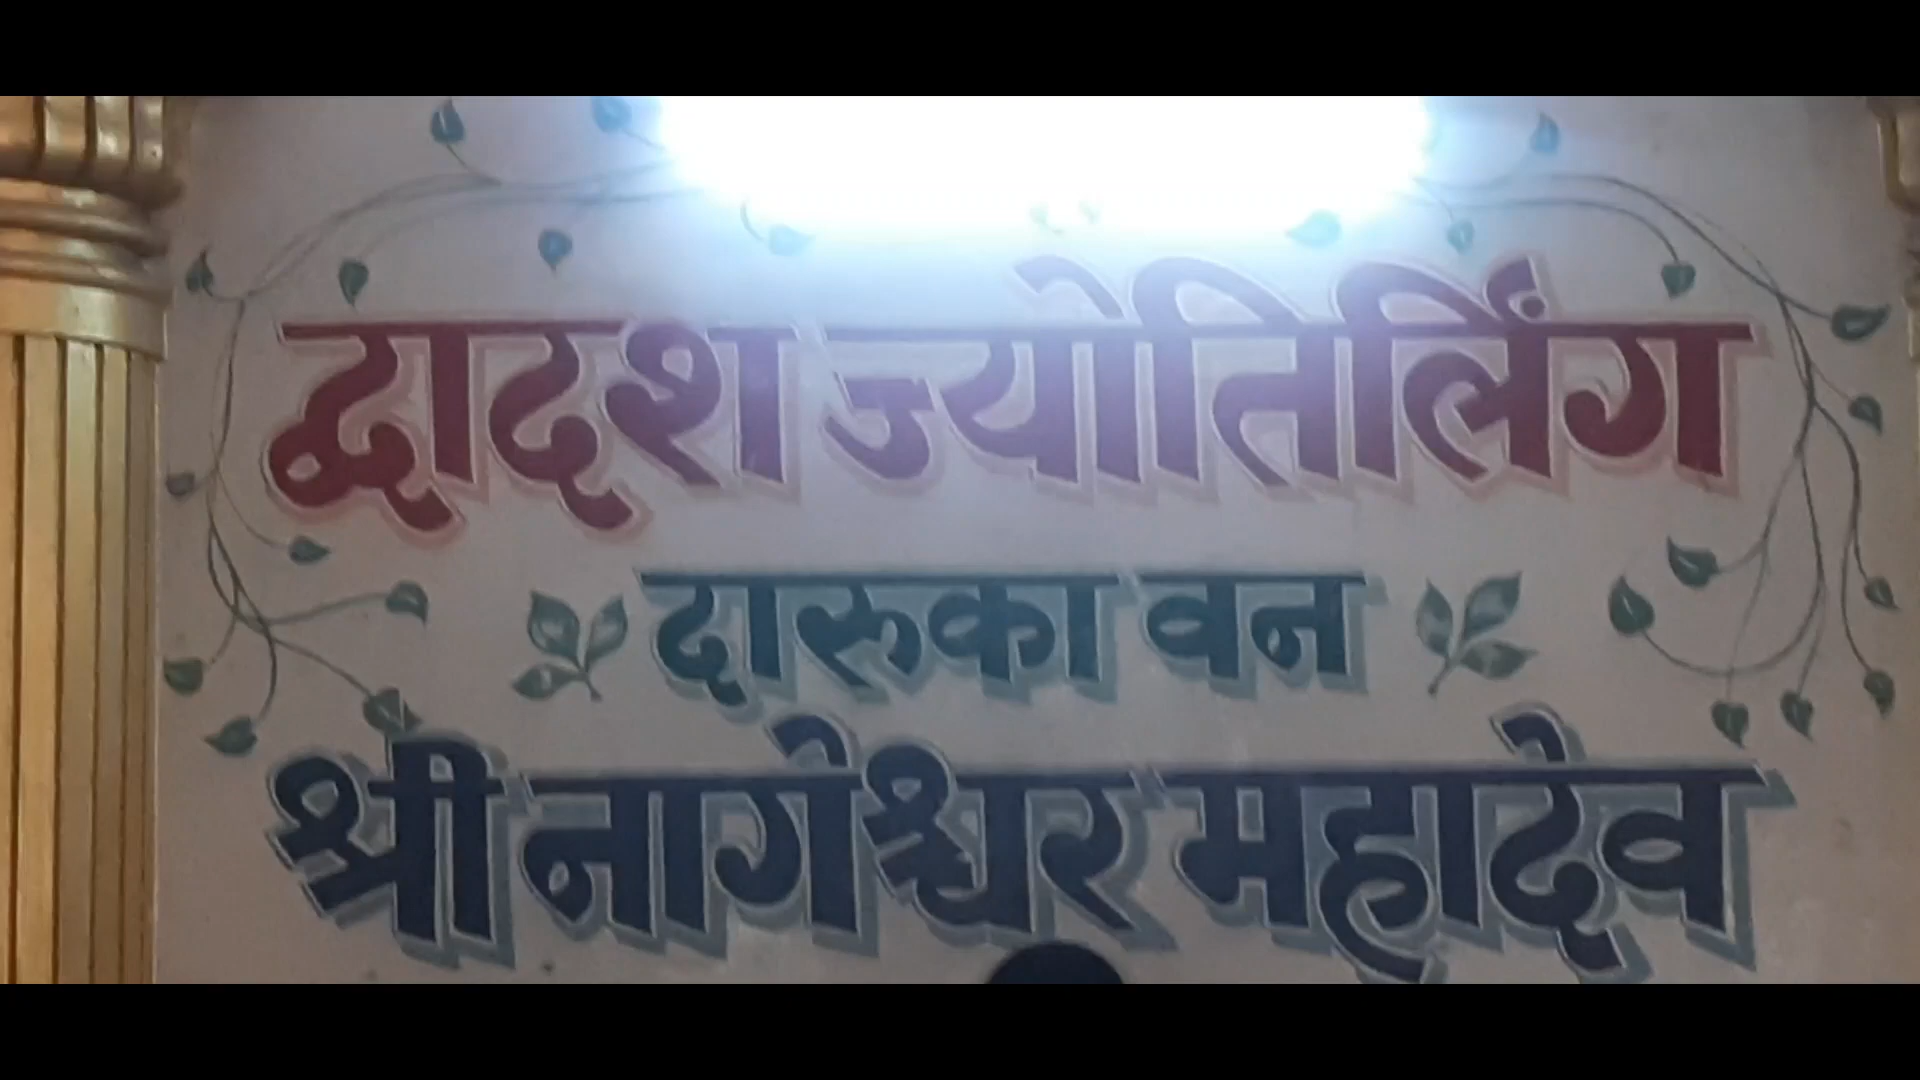 द्वादश ज्योतिर्लिंग
दारूका वन
श्री नागेश्वर महादेव